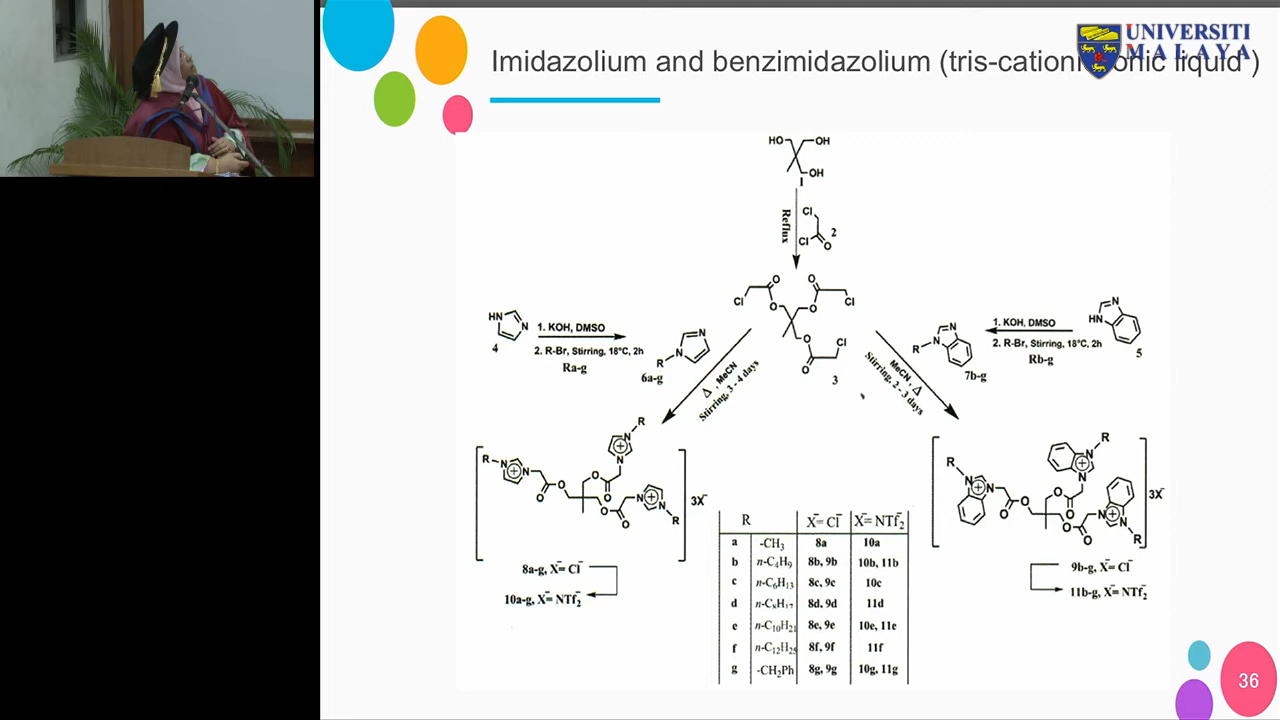 Imidazolium and benzimidazolium (tris-cationic ionic liquid )
UNIVERSITI
MALAYA
HO
OH
OH
1
Reflux
Cl
Cl
O
2
O
O
Cl
Cl
O
O
O
O
Cl
3
HN
N
4
1. KOH, DMSO
2. R-Br, Stirring, 18°C, 2h
Ra-g
N
N
R
6a-g
Δ , MeCN
Stirring, 3 - 4 days
MeCN , Δ
Stirring, 2 - 3 days
N
N
R
7b-g
1. KOH, DMSO
2. R-Br, Stirring, 18°C, 2h
Rb-g
N
HN
5
R
N
N
R-N
N
O
O
O
O
O
O
N
N
R
3X⁻
8a-g, X⁻= Cl⁻
10a-g, X⁻= NTf₂⁻
R
N
N
R
N
N
O
O
O
O
O
O
N
N
R
3X⁻
9b-g, X⁻= Cl⁻
11b-g, X⁻= NTf₂⁻
R X⁻= Cl⁻ X⁻= NTf₂⁻
a -CH₃ 8a 10a
b n-C₄H₉ 8b, 9b 10b, 11b
c n-C₆H₁₃ 8c, 9c 10c
d n-C₈H₁₇ 8d, 9d 11d
e n-C₁₀H₂₁ 8e, 9e 10e, 11e
f n-C₁₂H₂₅ 8f, 9f 11f
g -CH₂Ph 8g, 9g 10g, 11g
36